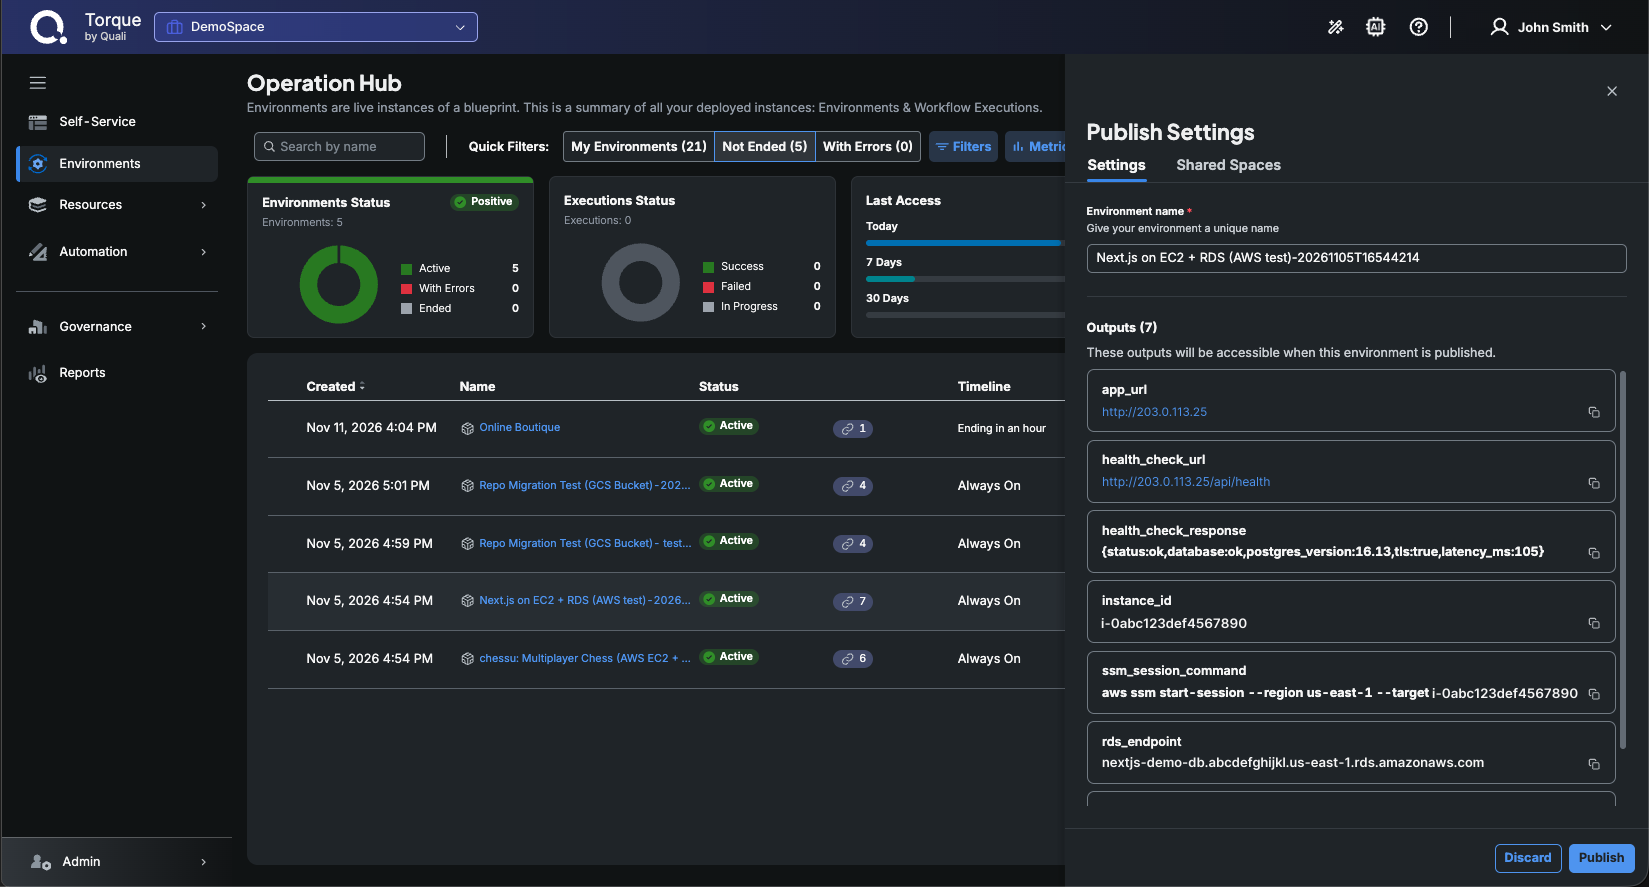 Torque
by Quali
DemoSpace
AI
John Smith
Self-Service
Environments
Resources
Automation
Governance
Reports
Admin
Operation Hub
Environments are live instances of a blueprint. This is a summary of all your deployed instances: Environments & Workflow Executions.
Search by name
Quick Filters:
My Environments (21)
Not Ended (5)
With Errors (0)
Filters
Metric
Environments Status
Positive
Environments: 5
Active 5
With Errors 0
Ended 0
Executions Status
Executions: 0
Success 0
Failed 0
In Progress 0
Last Access
Today
7 Days
30 Days
Created Name Status Timeline
Nov 11, 2026 4:04 PM Online Boutique Active 1 Ending in an hour
Nov 5, 2026 5:01 PM Repo Migration Test (GCS Bucket)-202... Active 4 Always On
Nov 5, 2026 4:59 PM Repo Migration Test (GCS Bucket)- test... Active 4 Always On
Nov 5, 2026 4:54 PM Next.js on EC2 + RDS (AWS test)-2026... Active 7 Always On
Nov 5, 2026 4:54 PM chessu: Multiplayer Chess (AWS EC2 + ... Active 6 Always On
Publish Settings
Settings
Shared Spaces
Environment name *
Give your environment a unique name
Next.js on EC2 + RDS (AWS test)-20261105T16544214
Outputs (7)
These outputs will be accessible when this environment is published.
app_url
http://203.0.113.25
health_check_url
http://203.0.113.25/api/health
health_check_response
{status:ok,database:ok,postgres_version:16.13,tls:true,latency_ms:105}
instance_id
i-0abc123def4567890
ssm_session_command
aws ssm start-session --region us-east-1 --target i-0abc123def4567890
rds_endpoint
nextjs-demo-db.abcdefghijkl.us-east-1.rds.amazonaws.com
Discard
Publish